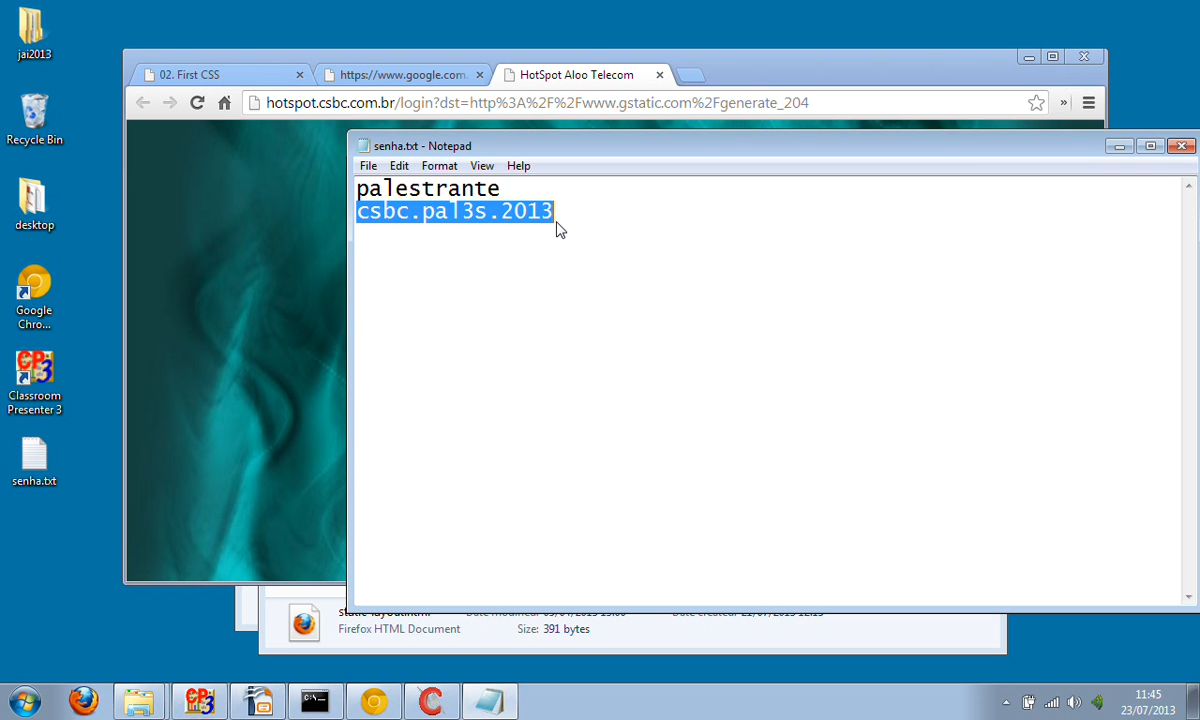 jai2013
Recycle Bin
desktop
Google
Chro...
Classroom
Presenter 3
senha.txt
02. First CSS
https://www.google.com.
HotSpot Aloo Telecom
hotspot.csbc.com.br/login?dst=http%3A%2F%2Fwww.gstatic.com%2Fgenerate_204
senha.txt - Notepad
File Edit Format View Help
palestrante
csbc.pal3s.2013
Firefox HTML Document Size: 391 bytes
11:45
23/07/2013